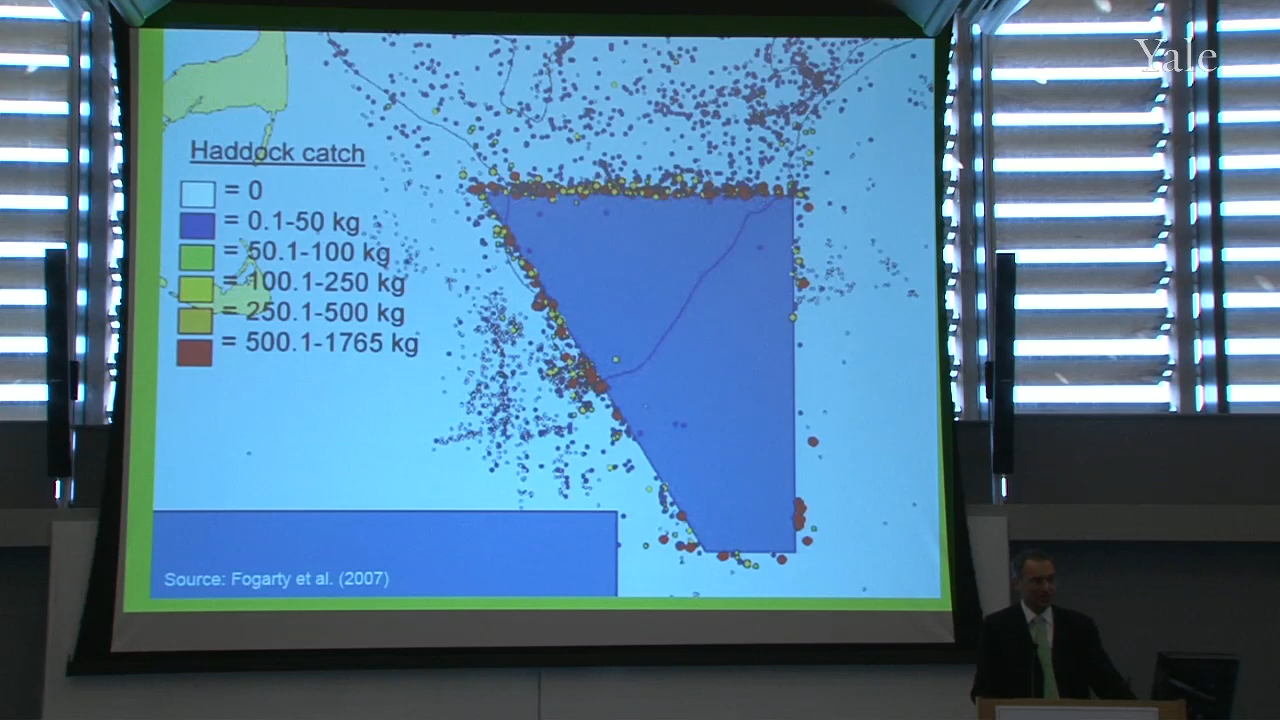 Yale
Haddock catch
= 0
= 0.1-50 kg
= 50.1-100 kg
= 100.1-250 kg
= 250.1-500 kg
= 500.1-1765 kg
Source: Fogarty et al. (2007)